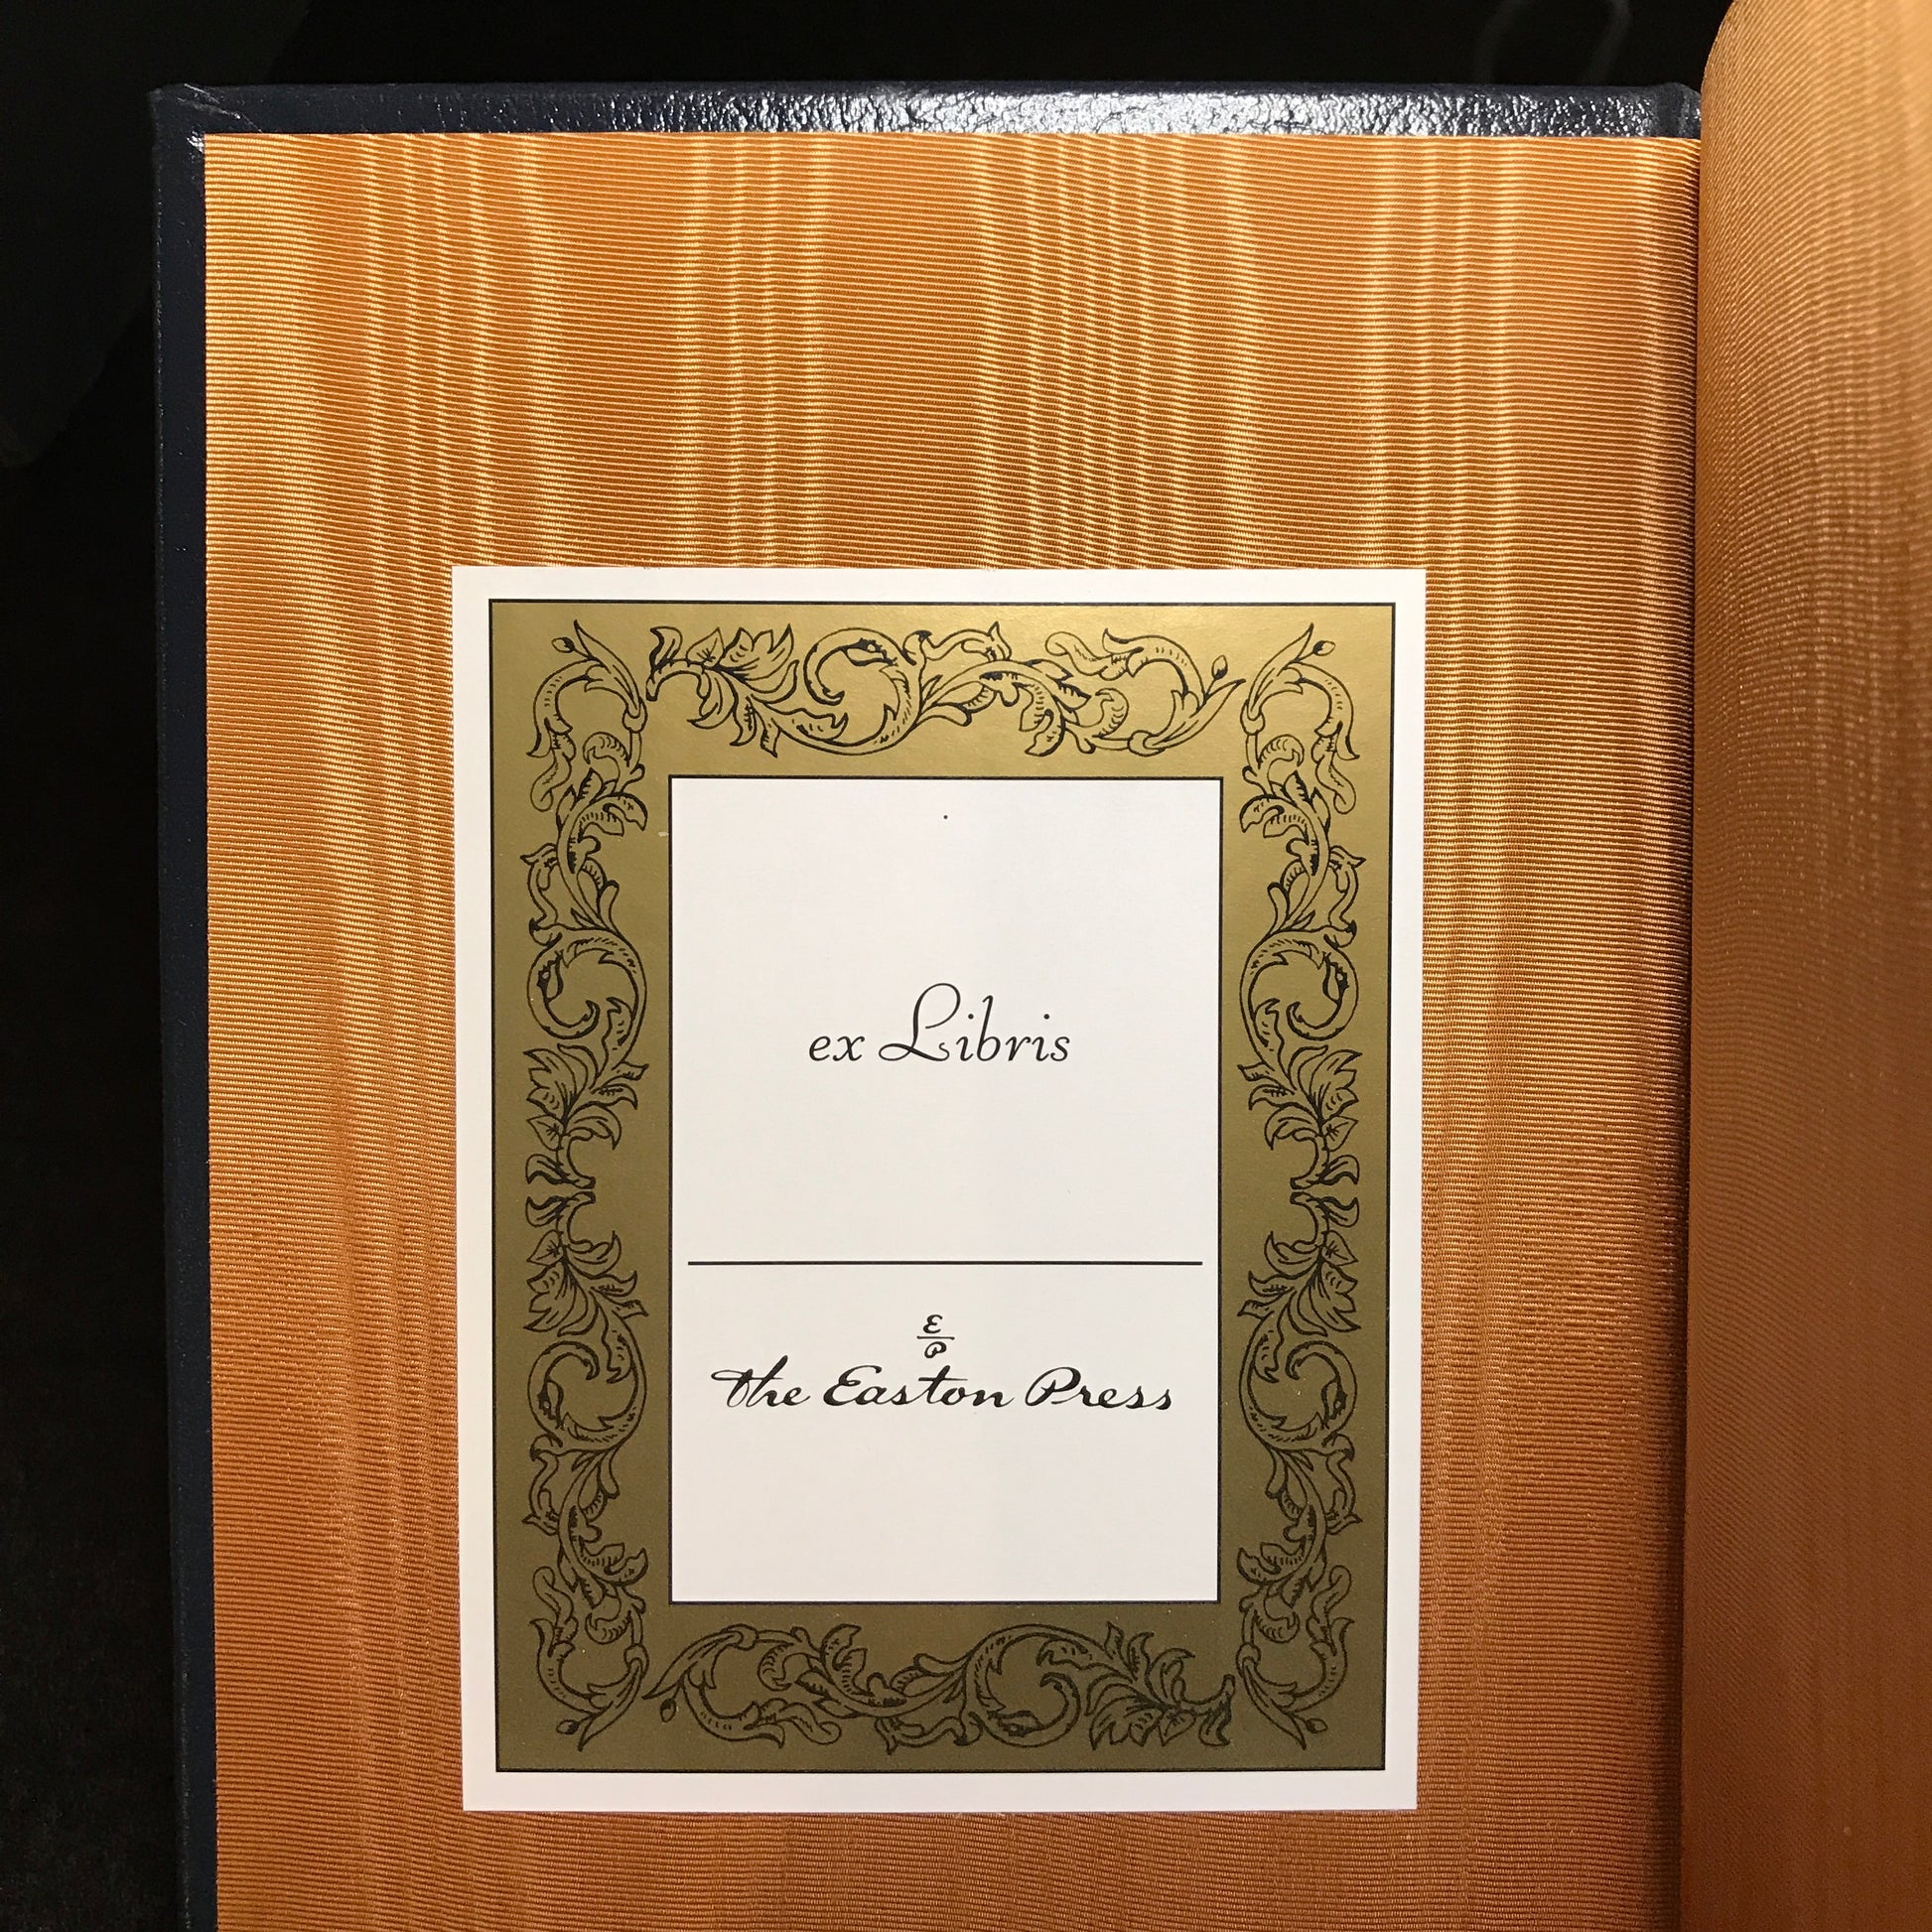 ex Libris
E
P
the Easton Press